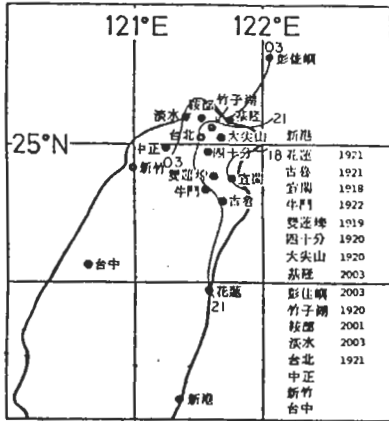 121°E 122°E
03
彭佳嶼
竹子湖
鞍部
基隆
淡水
21
台北
大尖山
25°N
中正
四十分
18
03
新竹
雙蓮埤
宜蘭
牛鬥
古魯
台中
花蓮
21
新港
新港
花蓮 1921
古魯 1921
宜蘭 1918
牛鬥 1922
雙蓮埤 1919
四十分 1920
大尖山 1920
基隆 2003
彭佳嶼 2003
竹子湖 1920
鞍部 2001
淡水 2003
台北 1921
中正
新竹
台中